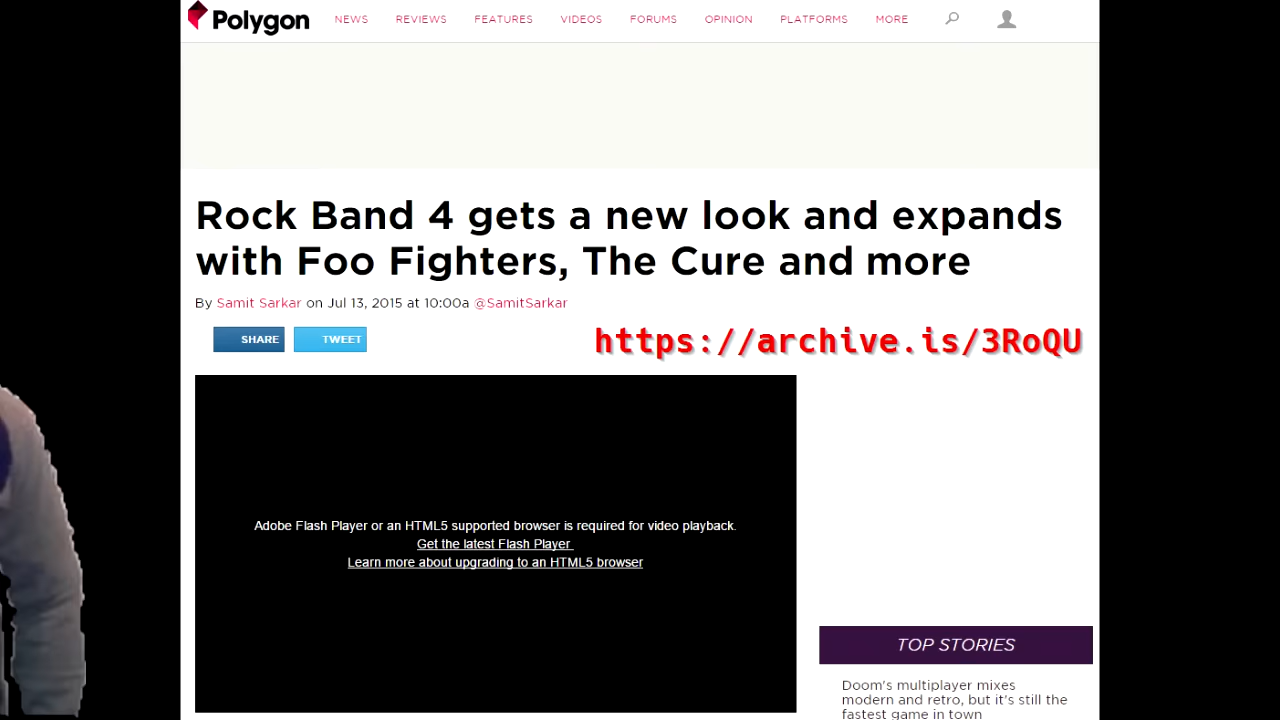 Polygon
NEWS REVIEWS FEATURES VIDEOS FORUMS OPINION PLATFORMS MORE
Rock Band 4 gets a new look and expands
with Foo Fighters, The Cure and more
By Samit Sarkar on Jul 13, 2015 at 10:00a @SamitSarkar
SHARE TWEET
https://archive.is/3RoQU
Adobe Flash Player or an HTML5 supported browser is required for video playback.
Get the latest Flash Player
Learn more about upgrading to an HTML5 browser
TOP STORIES
Doom's multiplayer mixes
modern and retro, but it's still the
fastest game in town